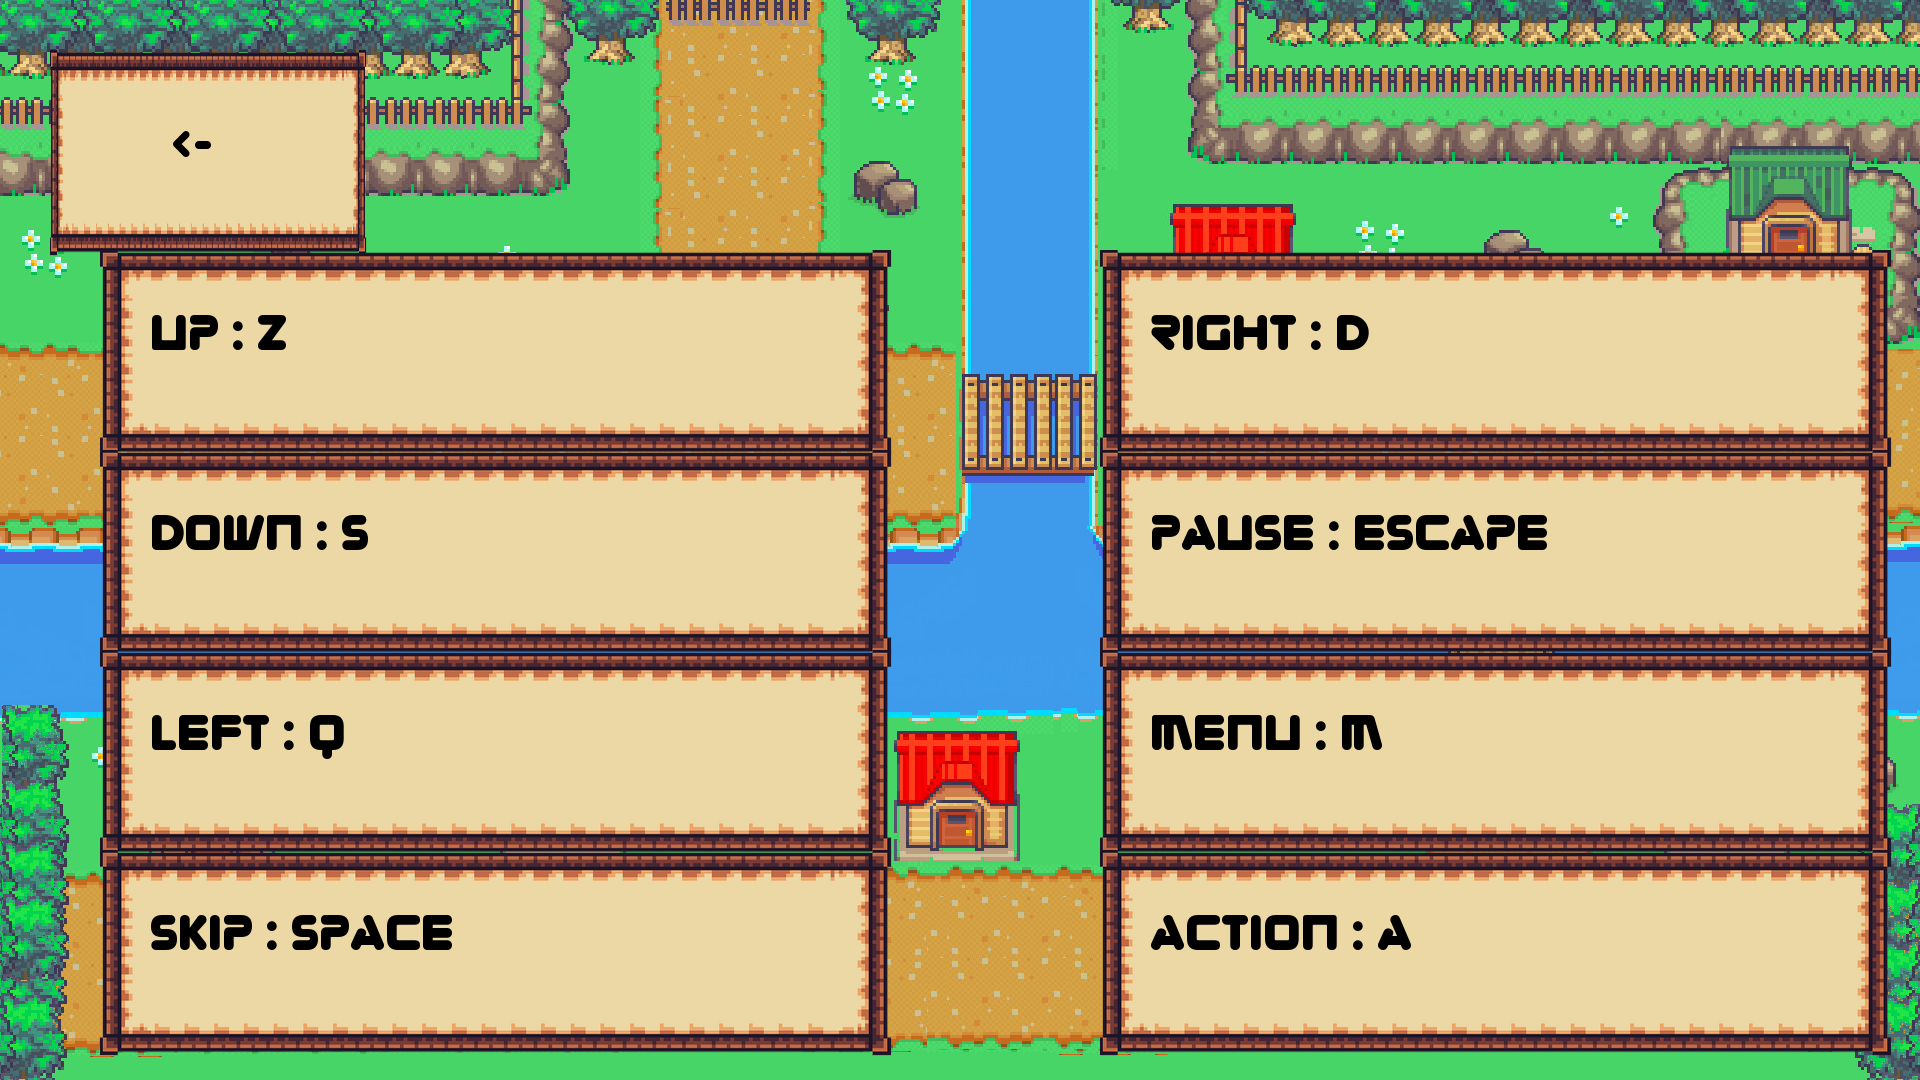 <-
UP : Z
RIGHT : D
DOWN : S
PAUSE : ESCAPE
LEFT : Q
MENU : M
SKIP : SPACE
ACTION : A